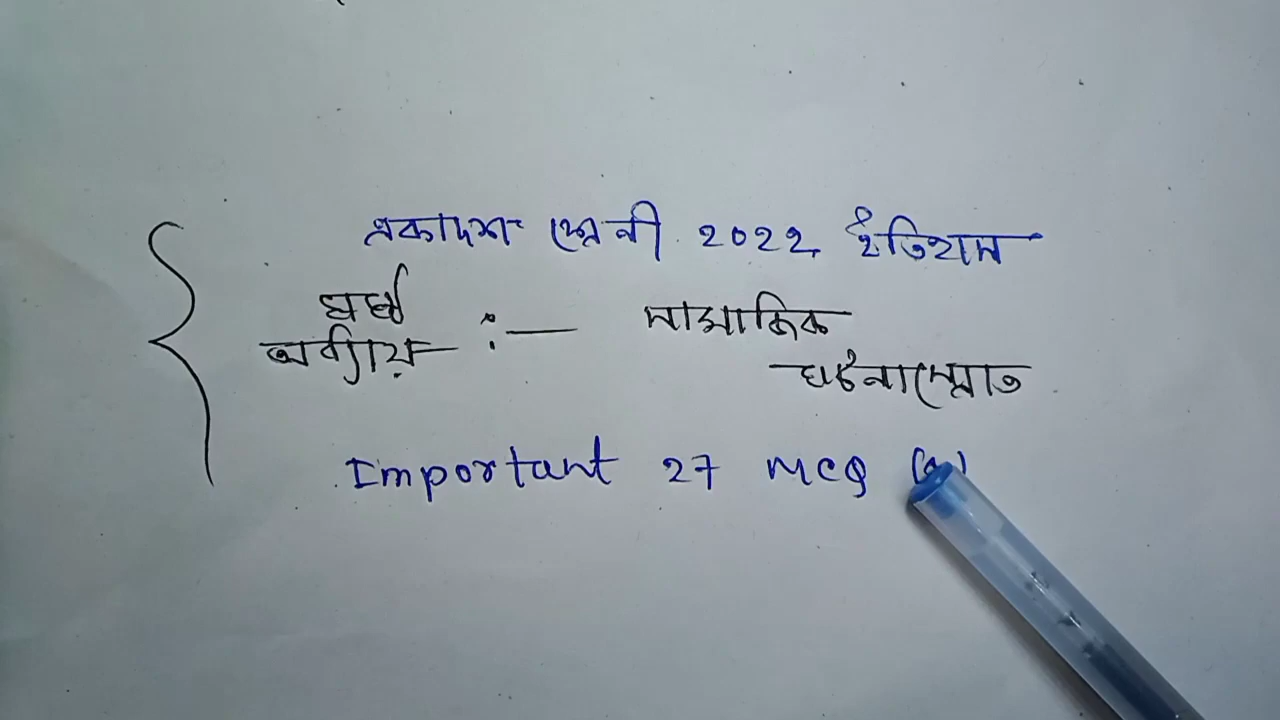 একাদশ শ্রেনী 2022 ইতিহাস
ষষ্ঠ
অধ্যায় :— সামাজিক
ঘটনাস্রোত
Important 27 MCQ